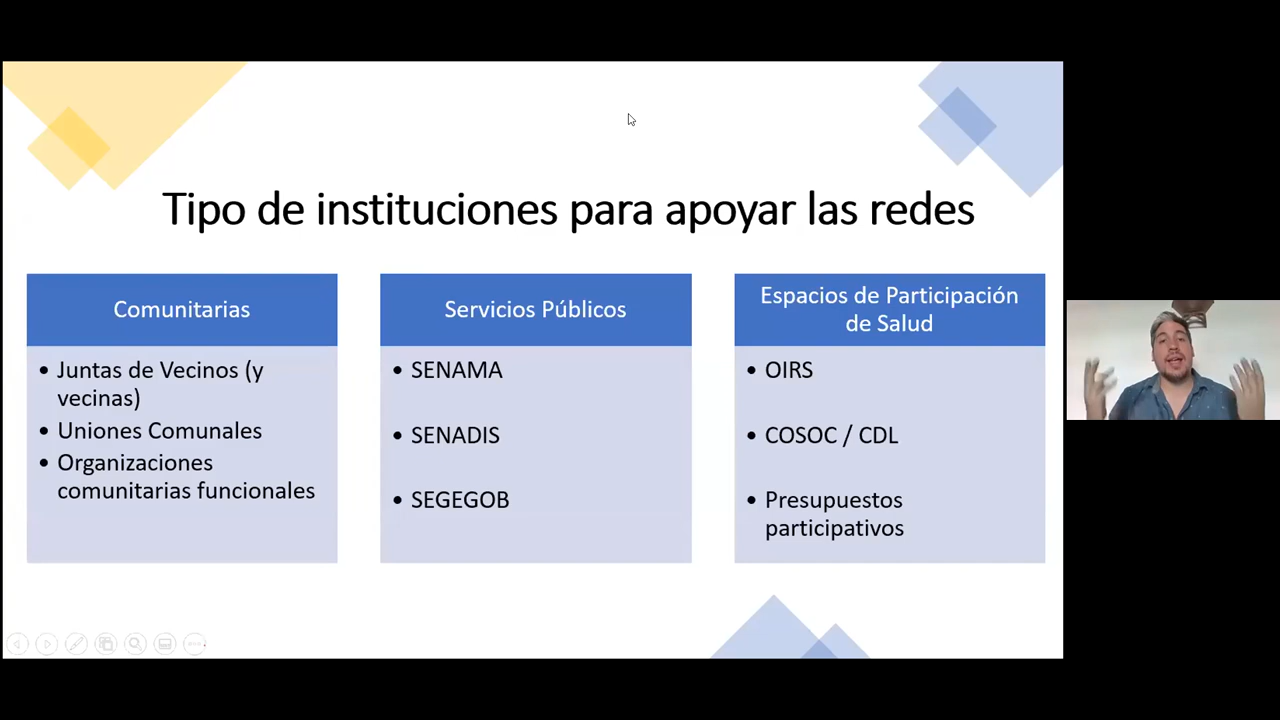 Tipo de instituciones para apoyar las redes
Comunitarias
• Juntas de Vecinos (y
vecinas)
• Uniones Comunales
• Organizaciones
comunitarias funcionales
Servicios Públicos
• SENAMA
• SENADIS
• SEGEGOB
Espacios de Participación
de Salud
• OIRS
• COSOC / CDL
• Presupuestos
participativos